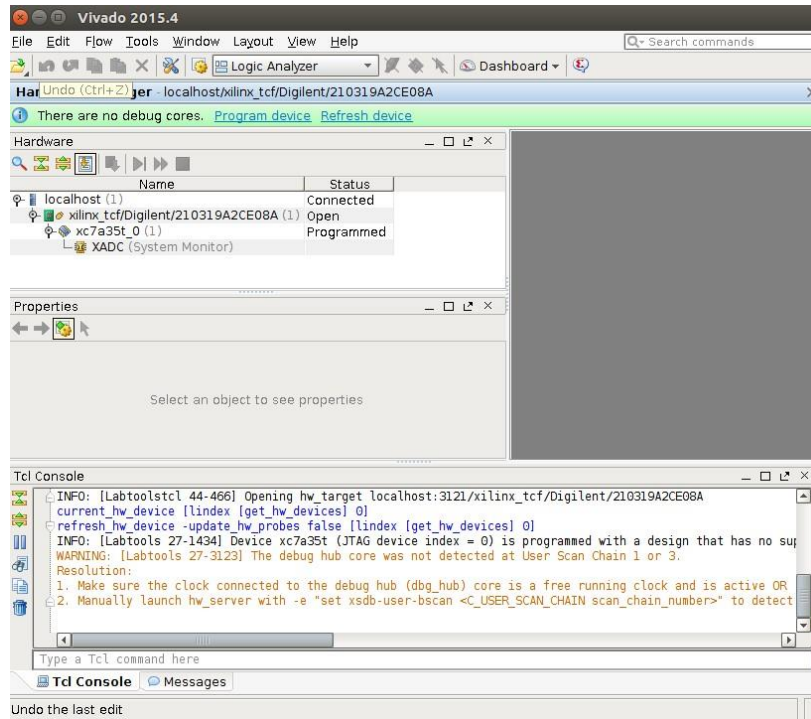 Vivado 2015.4
File Edit Flow Tools Window Layout View Help
Q- Search commands
Logic Analyzer
Dashboard
Har
Undo (Ctrl+Z)
ger - localhost/xilinx_tcf/Digilent/210319A2CE08A
There are no debug cores. Program device Refresh device
Hardware
Name Status
localhost (1) Connected
xilinx_tcf/Digilent/210319A2CE08A (1) Open
xc7a35t_0 (1) Programmed
XADC (System Monitor)
Properties
Select an object to see properties
Tcl Console
INFO: [Labtoolstcl 44-466] Opening hw_target localhost:3121/xilinx_tcf/Digilent/210319A2CE08A
current_hw_device [lindex [get_hw_devices] 0]
refresh_hw_device -update_hw_probes false [lindex [get_hw_devices] 0]
INFO: [Labtools 27-1434] Device xc7a35t (JTAG device index = 0) is programmed with a design that has no sup
WARNING: [Labtools 27-3123] The debug hub core was not detected at User Scan Chain 1 or 3.
Resolution:
1. Make sure the clock connected to the debug hub (dbg_hub) core is a free running clock and is active OR
2. Manually launch hw_server with -e "set xsdb-user-bscan <C_USER_SCAN_CHAIN scan_chain_number>" to detect
Type a Tcl command here
Tcl Console Messages
Undo the last edit